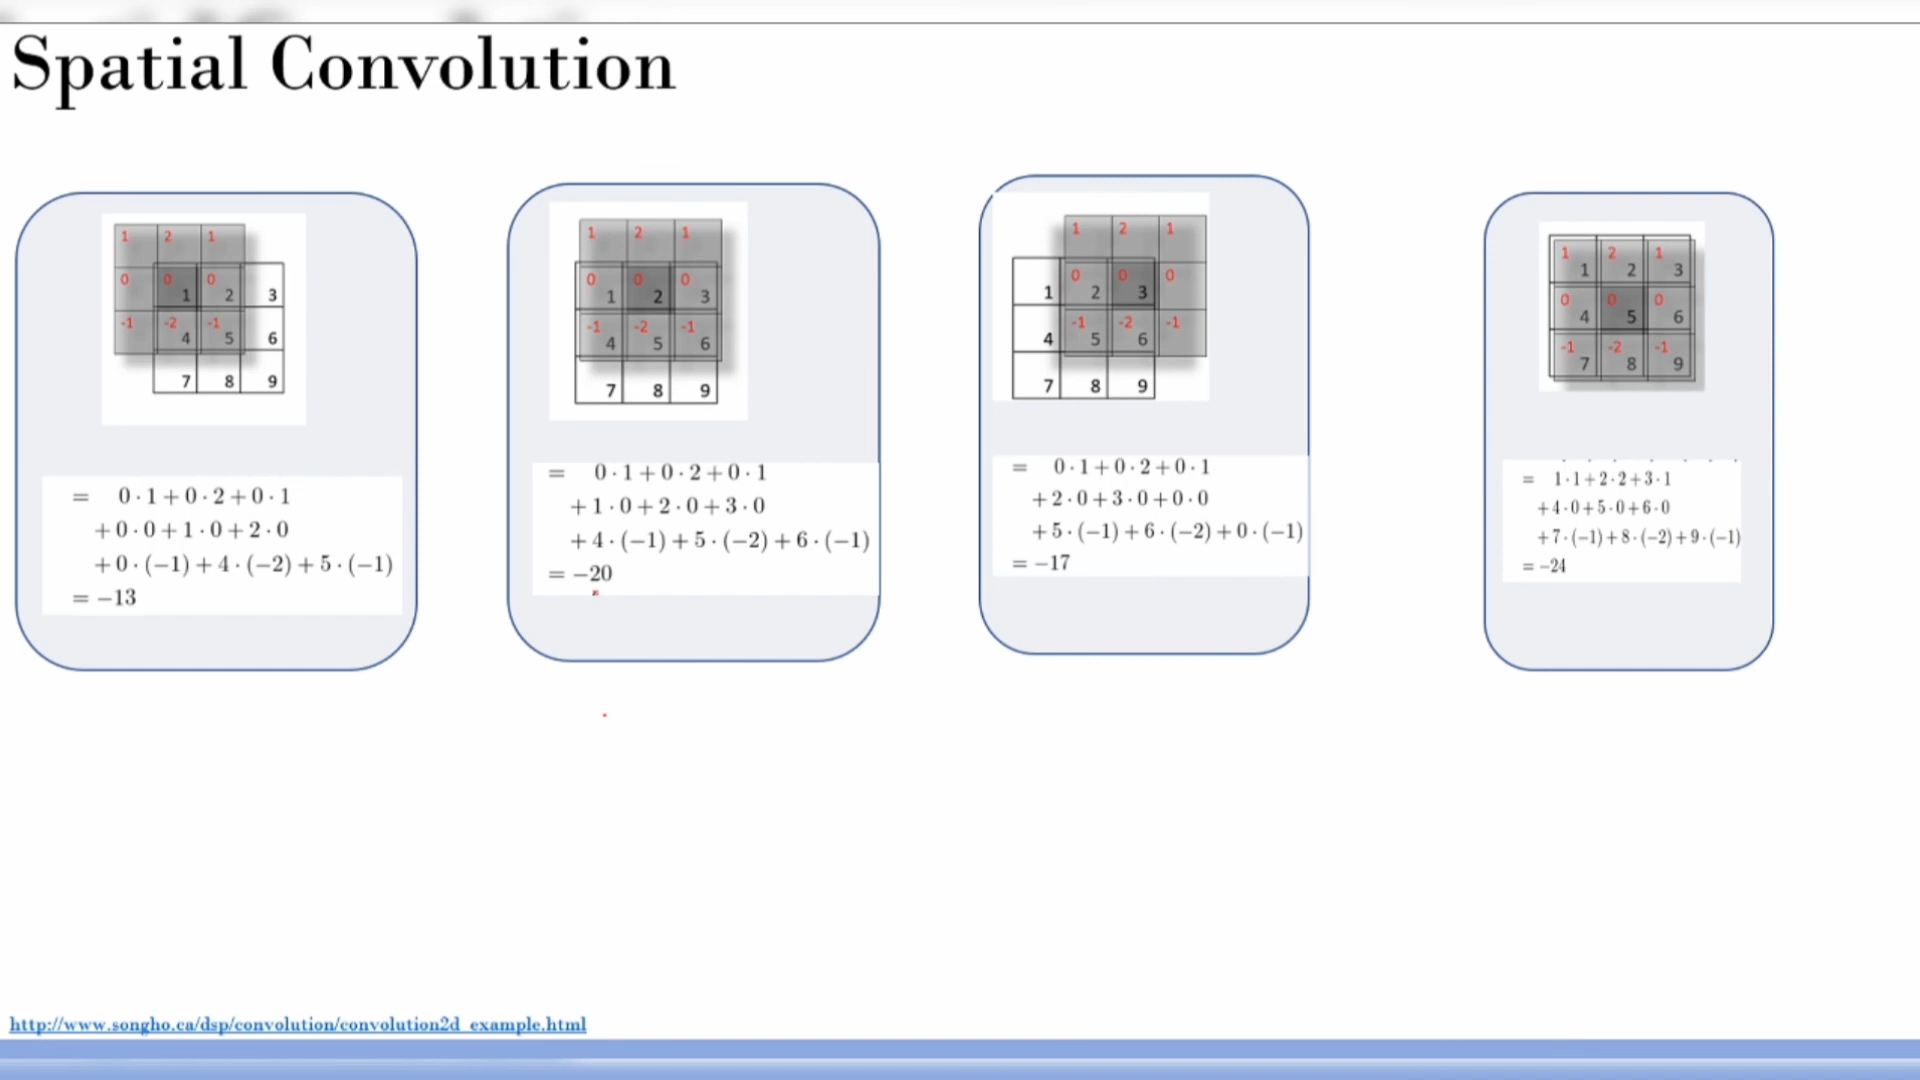 Spatial Convolution
1 2 1
0 0 0
1 2 3
-1 -2 -1
4 5 6
7 8 9
= 0 · 1 + 0 · 2 + 0 · 1
+ 0 · 0 + 1 · 0 + 2 · 0
+ 0 · (−1) + 4 · (−2) + 5 · (−1)
= −13
1 2 1
0 0 0
1 2 3
-1 -2 -1
4 5 6
7 8 9
= 0 · 1 + 0 · 2 + 0 · 1
+ 1 · 0 + 2 · 0 + 3 · 0
+ 4 · (−1) + 5 · (−2) + 6 · (−1)
= −20
1 2 1
0 0 0
1 2 3
-1 -2 -1
4 5 6
7 8 9
= 0 · 1 + 0 · 2 + 0 · 1
+ 2 · 0 + 3 · 0 + 0 · 0
+ 5 · (−1) + 6 · (−2) + 0 · (−1)
= −17
1 2 1
1 2 3
0 0 0
4 5 6
-1 -2 -1
7 8 9
= 1 · 1 + 2 · 2 + 3 · 1
+ 4 · 0 + 5 · 0 + 6 · 0
+ 7 · (−1) + 8 · (−2) + 9 · (−1)
= −24
http://www.songho.ca/dsp/convolution/convolution2d_example.html